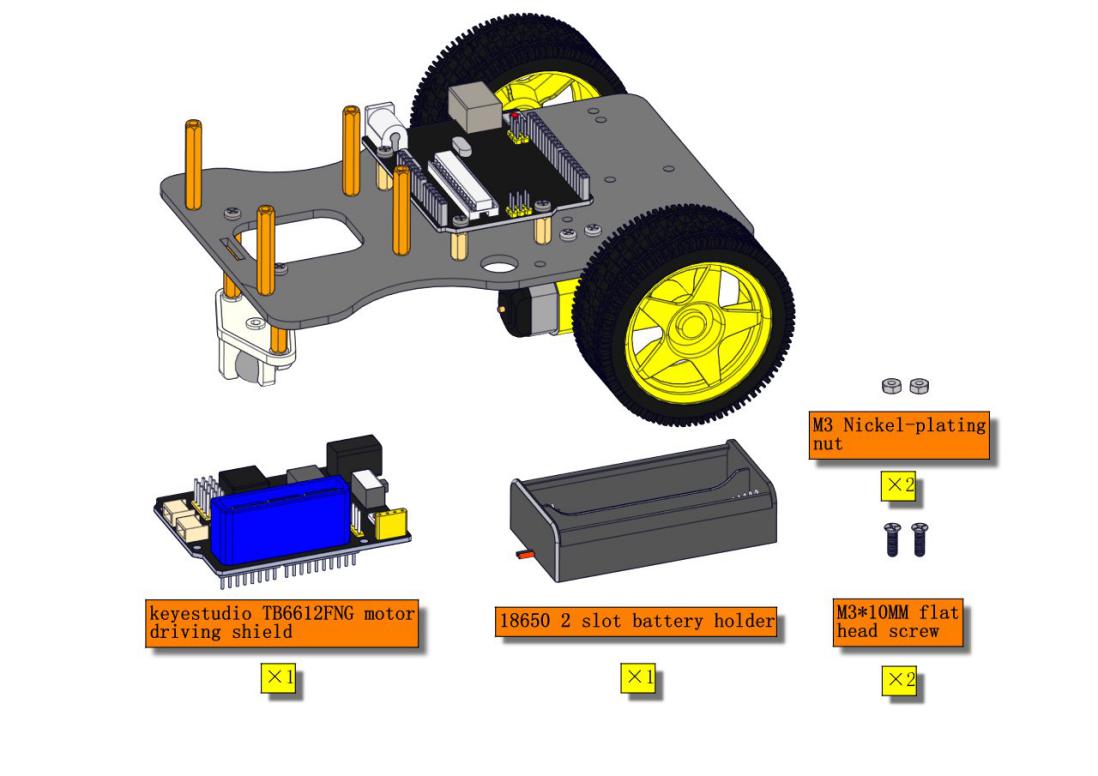 M3 Nickel-plating
nut
×2
keyestudio TB6612FNG motor
driving shield
×1
18650 2 slot battery holder
×1
M3*10MM flat
head screw
×2